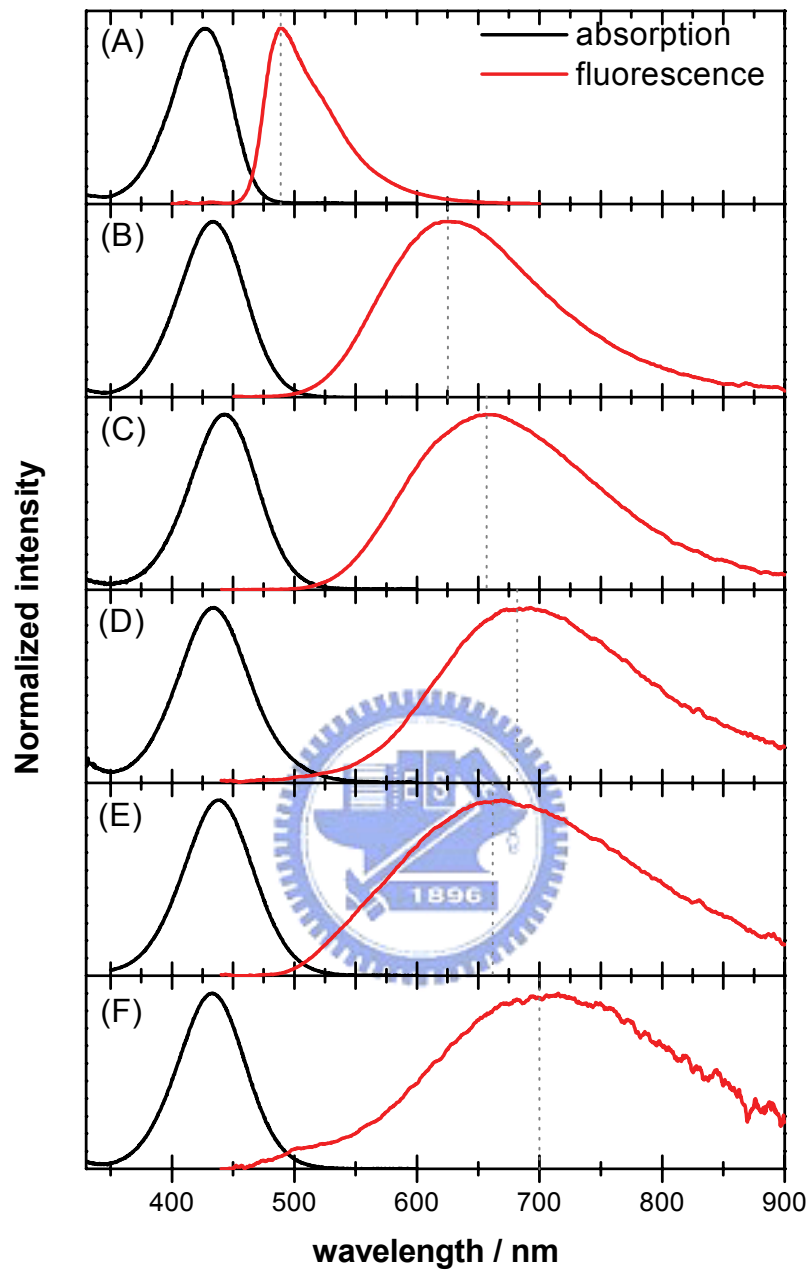 (A)
absorption
fluorescence
(B)
(C)
(D)
(E)
1896
(F)
Normalized intensity
400 500 600 700 800 900
wavelength / nm